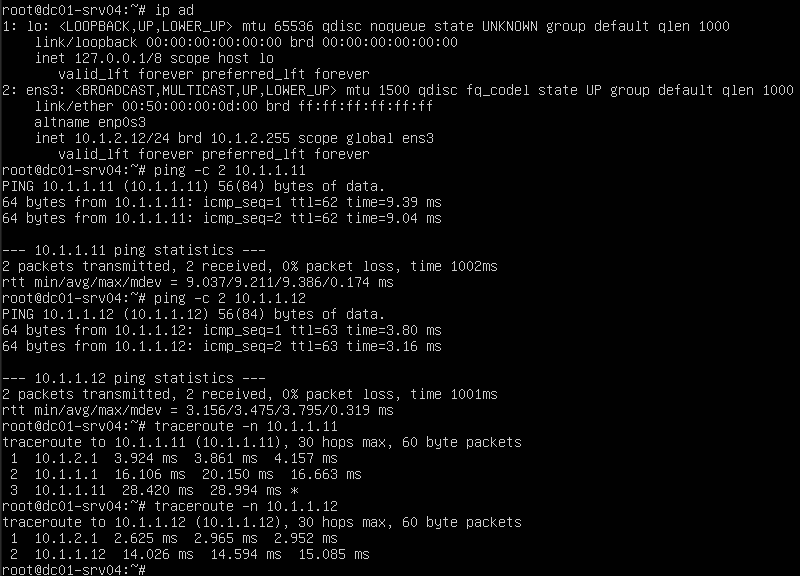 root@dc01-srv04:~# ip ad
1: lo: <LOOPBACK,UP,LOWER_UP> mtu 65536 qdisc noqueue state UNKNOWN group default qlen 1000
    link/loopback 00:00:00:00:00:00 brd 00:00:00:00:00:00
    inet 127.0.0.1/8 scope host lo
       valid_lft forever preferred_lft forever
2: ens3: <BROADCAST,MULTICAST,UP,LOWER_UP> mtu 1500 qdisc fq_codel state UP group default qlen 1000
    link/ether 00:50:00:00:0d:00 brd ff:ff:ff:ff:ff:ff
    altname enp0s3
    inet 10.1.2.12/24 brd 10.1.2.255 scope global ens3
       valid_lft forever preferred_lft forever
root@dc01-srv04:~# ping -c 2 10.1.1.11
PING 10.1.1.11 (10.1.1.11) 56(84) bytes of data.
64 bytes from 10.1.1.11: icmp_seq=1 ttl=62 time=9.39 ms
64 bytes from 10.1.1.11: icmp_seq=2 ttl=62 time=9.04 ms

--- 10.1.1.11 ping statistics ---
2 packets transmitted, 2 received, 0% packet loss, time 1002ms
rtt min/avg/max/mdev = 9.037/9.211/9.386/0.174 ms
root@dc01-srv04:~# ping -c 2 10.1.1.12
PING 10.1.1.12 (10.1.1.12) 56(84) bytes of data.
64 bytes from 10.1.1.12: icmp_seq=1 ttl=63 time=3.80 ms
64 bytes from 10.1.1.12: icmp_seq=2 ttl=63 time=3.16 ms

--- 10.1.1.12 ping statistics ---
2 packets transmitted, 2 received, 0% packet loss, time 1001ms
rtt min/avg/max/mdev = 3.156/3.475/3.795/0.319 ms
root@dc01-srv04:~# traceroute -n 10.1.1.11
traceroute to 10.1.1.11 (10.1.1.11), 30 hops max, 60 byte packets
 1  10.1.2.1  3.924 ms  3.861 ms  4.157 ms
 2  10.1.1.1  16.106 ms  20.150 ms  16.663 ms
 3  10.1.1.11  28.420 ms  28.994 ms *
root@dc01-srv04:~# traceroute -n 10.1.1.12
traceroute to 10.1.1.12 (10.1.1.12), 30 hops max, 60 byte packets
 1  10.1.2.1  2.625 ms  2.965 ms  2.952 ms
 2  10.1.1.12  14.026 ms  14.594 ms  15.085 ms
root@dc01-srv04:~#